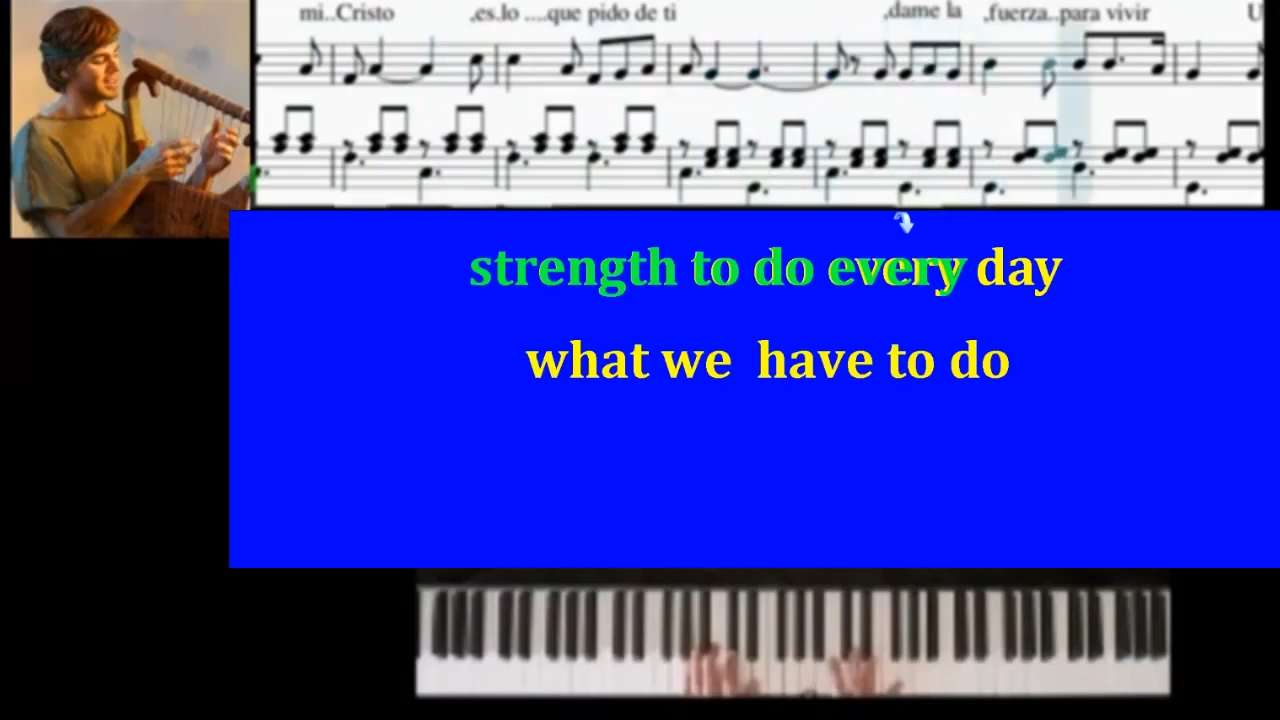 mi..Cristo ,es.lo ....que pido de ti ,dame la ,fuerza..para vivir U
strength to do every day
what we have to do